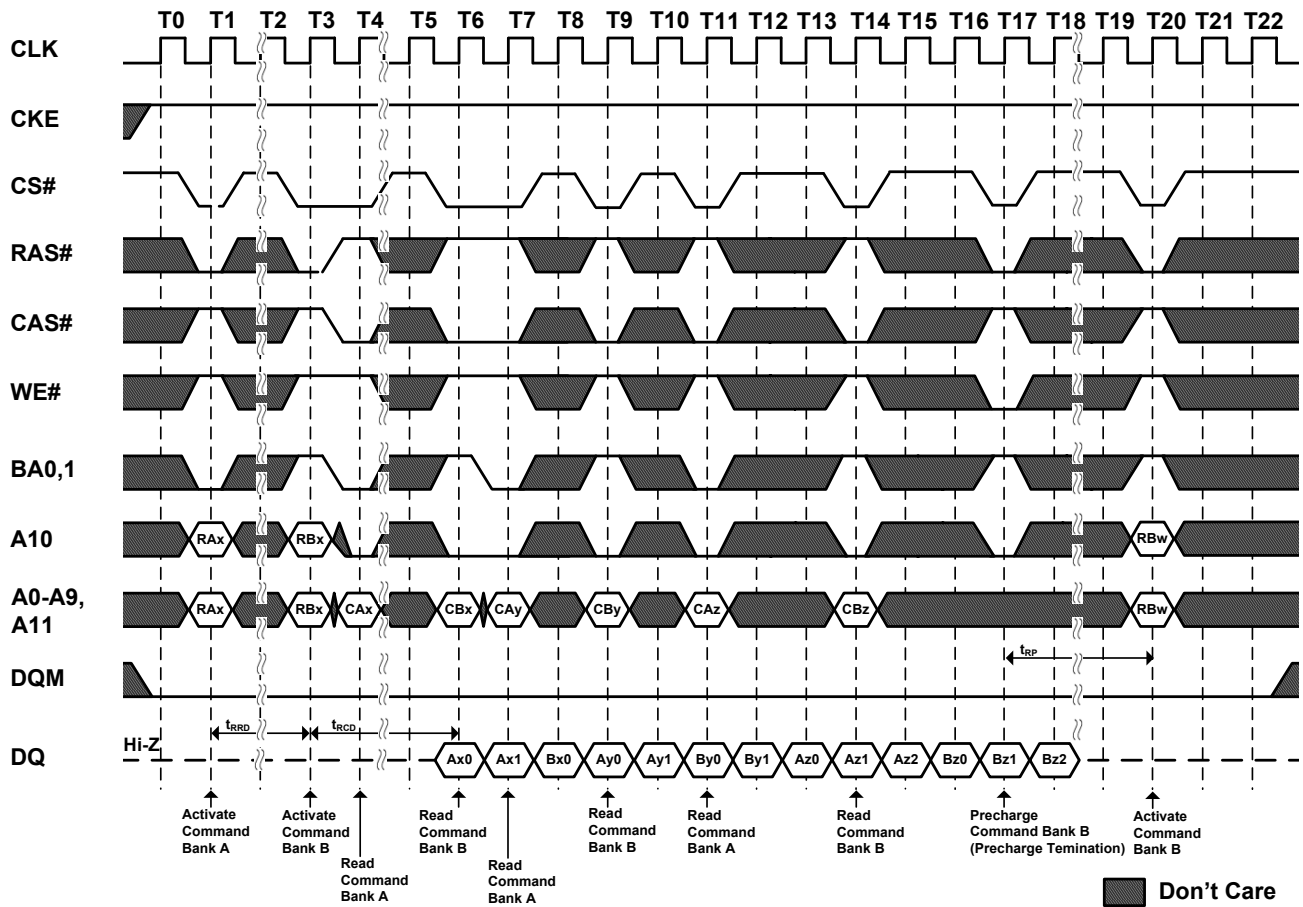 T0 T1 T2 T3 T4 T5 T6 T7 T8 T9 T10 T11 T12 T13 T14 T15 T16 T17 T18 T19 T20 T21 T22
CLK
CKE
CS#
RAS#
CAS#
WE#
BA0,1
A10
RAx RBx RBw
A0-A9,
A11
RAx RBx CAx CBx CAy CBy CAz CBz RBw
tRP
DQM
tRRD tRCD
Hi-Z
DQ
Ax0 Ax1 Bx0 Ay0 Ay1 By0 By1 Az0 Az1 Az2 Bz0 Bz1 Bz2
Activate
Command
Bank A
Activate
Command
Bank B
Read
Command
Bank A
Read
Command
Bank B
Read
Command
Bank A
Read
Command
Bank B
Read
Command
Bank A
Read
Command
Bank B
Precharge
Command Bank B
(Precharge Temination)
Activate
Command
Bank B
Don't Care